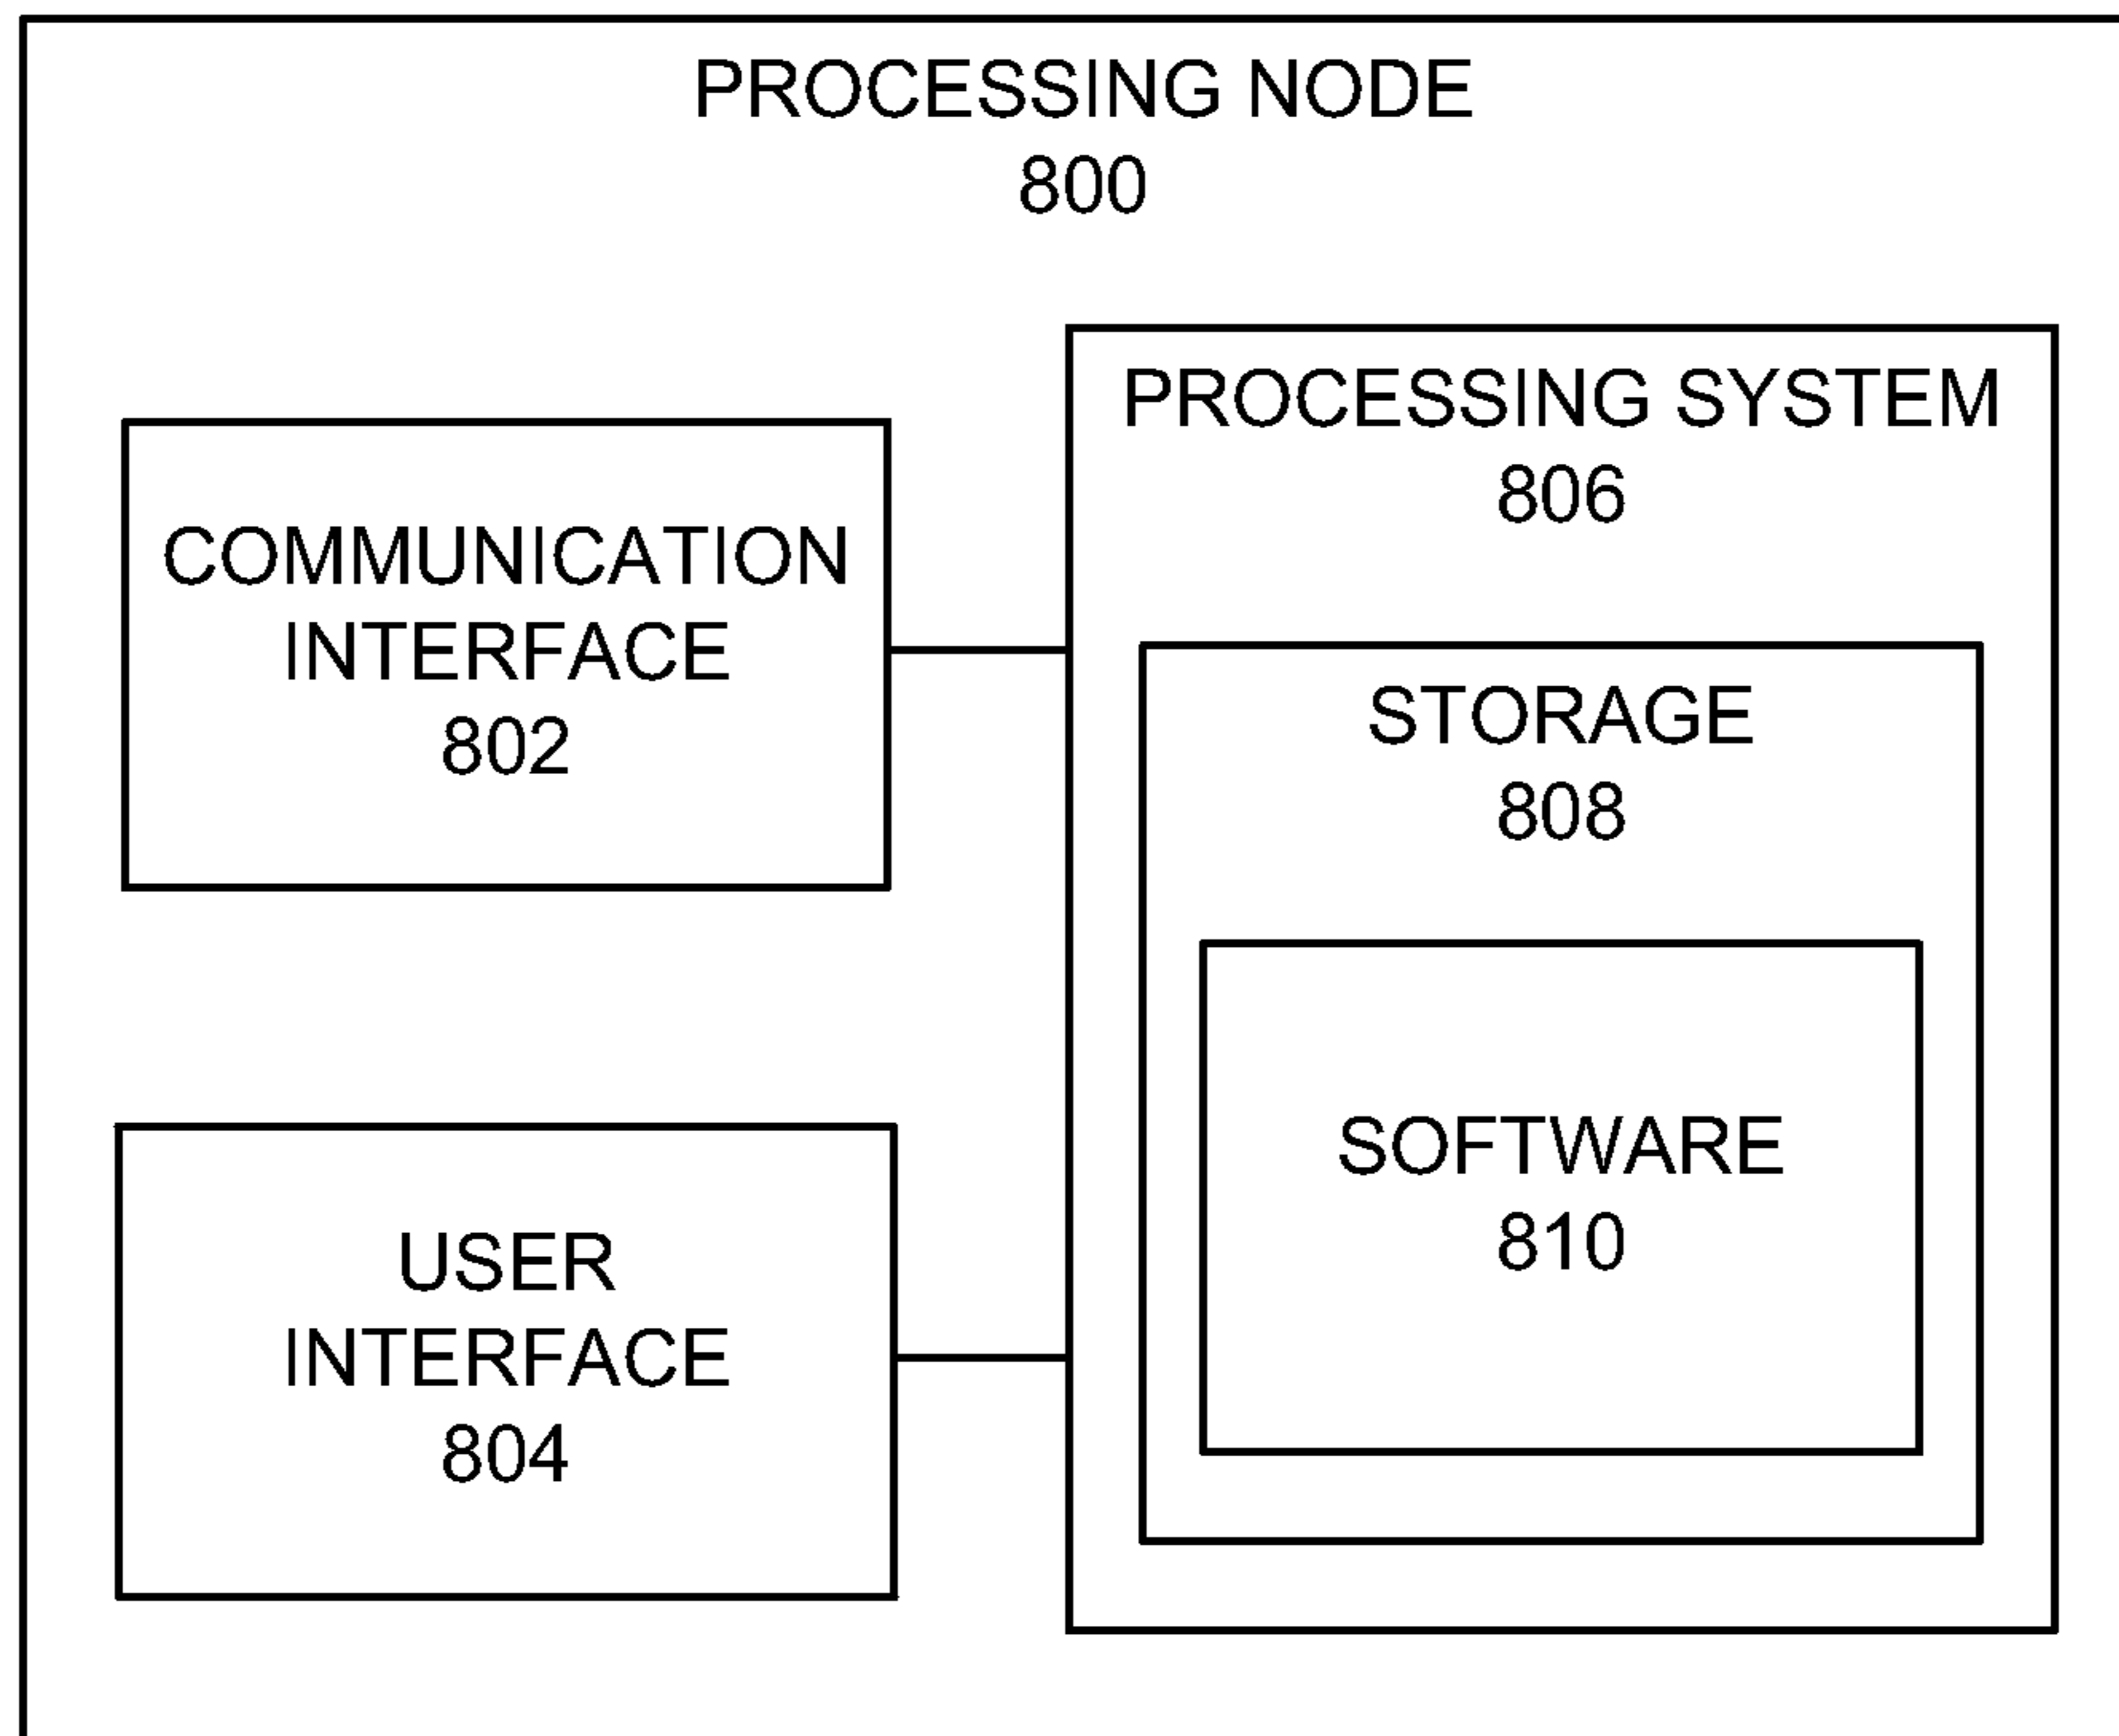 PROCESSING NODE
800
PROCESSING SYSTEM
806
COMMUNICATION
INTERFACE
802
STORAGE
808
SOFTWARE
810
USER
INTERFACE
804